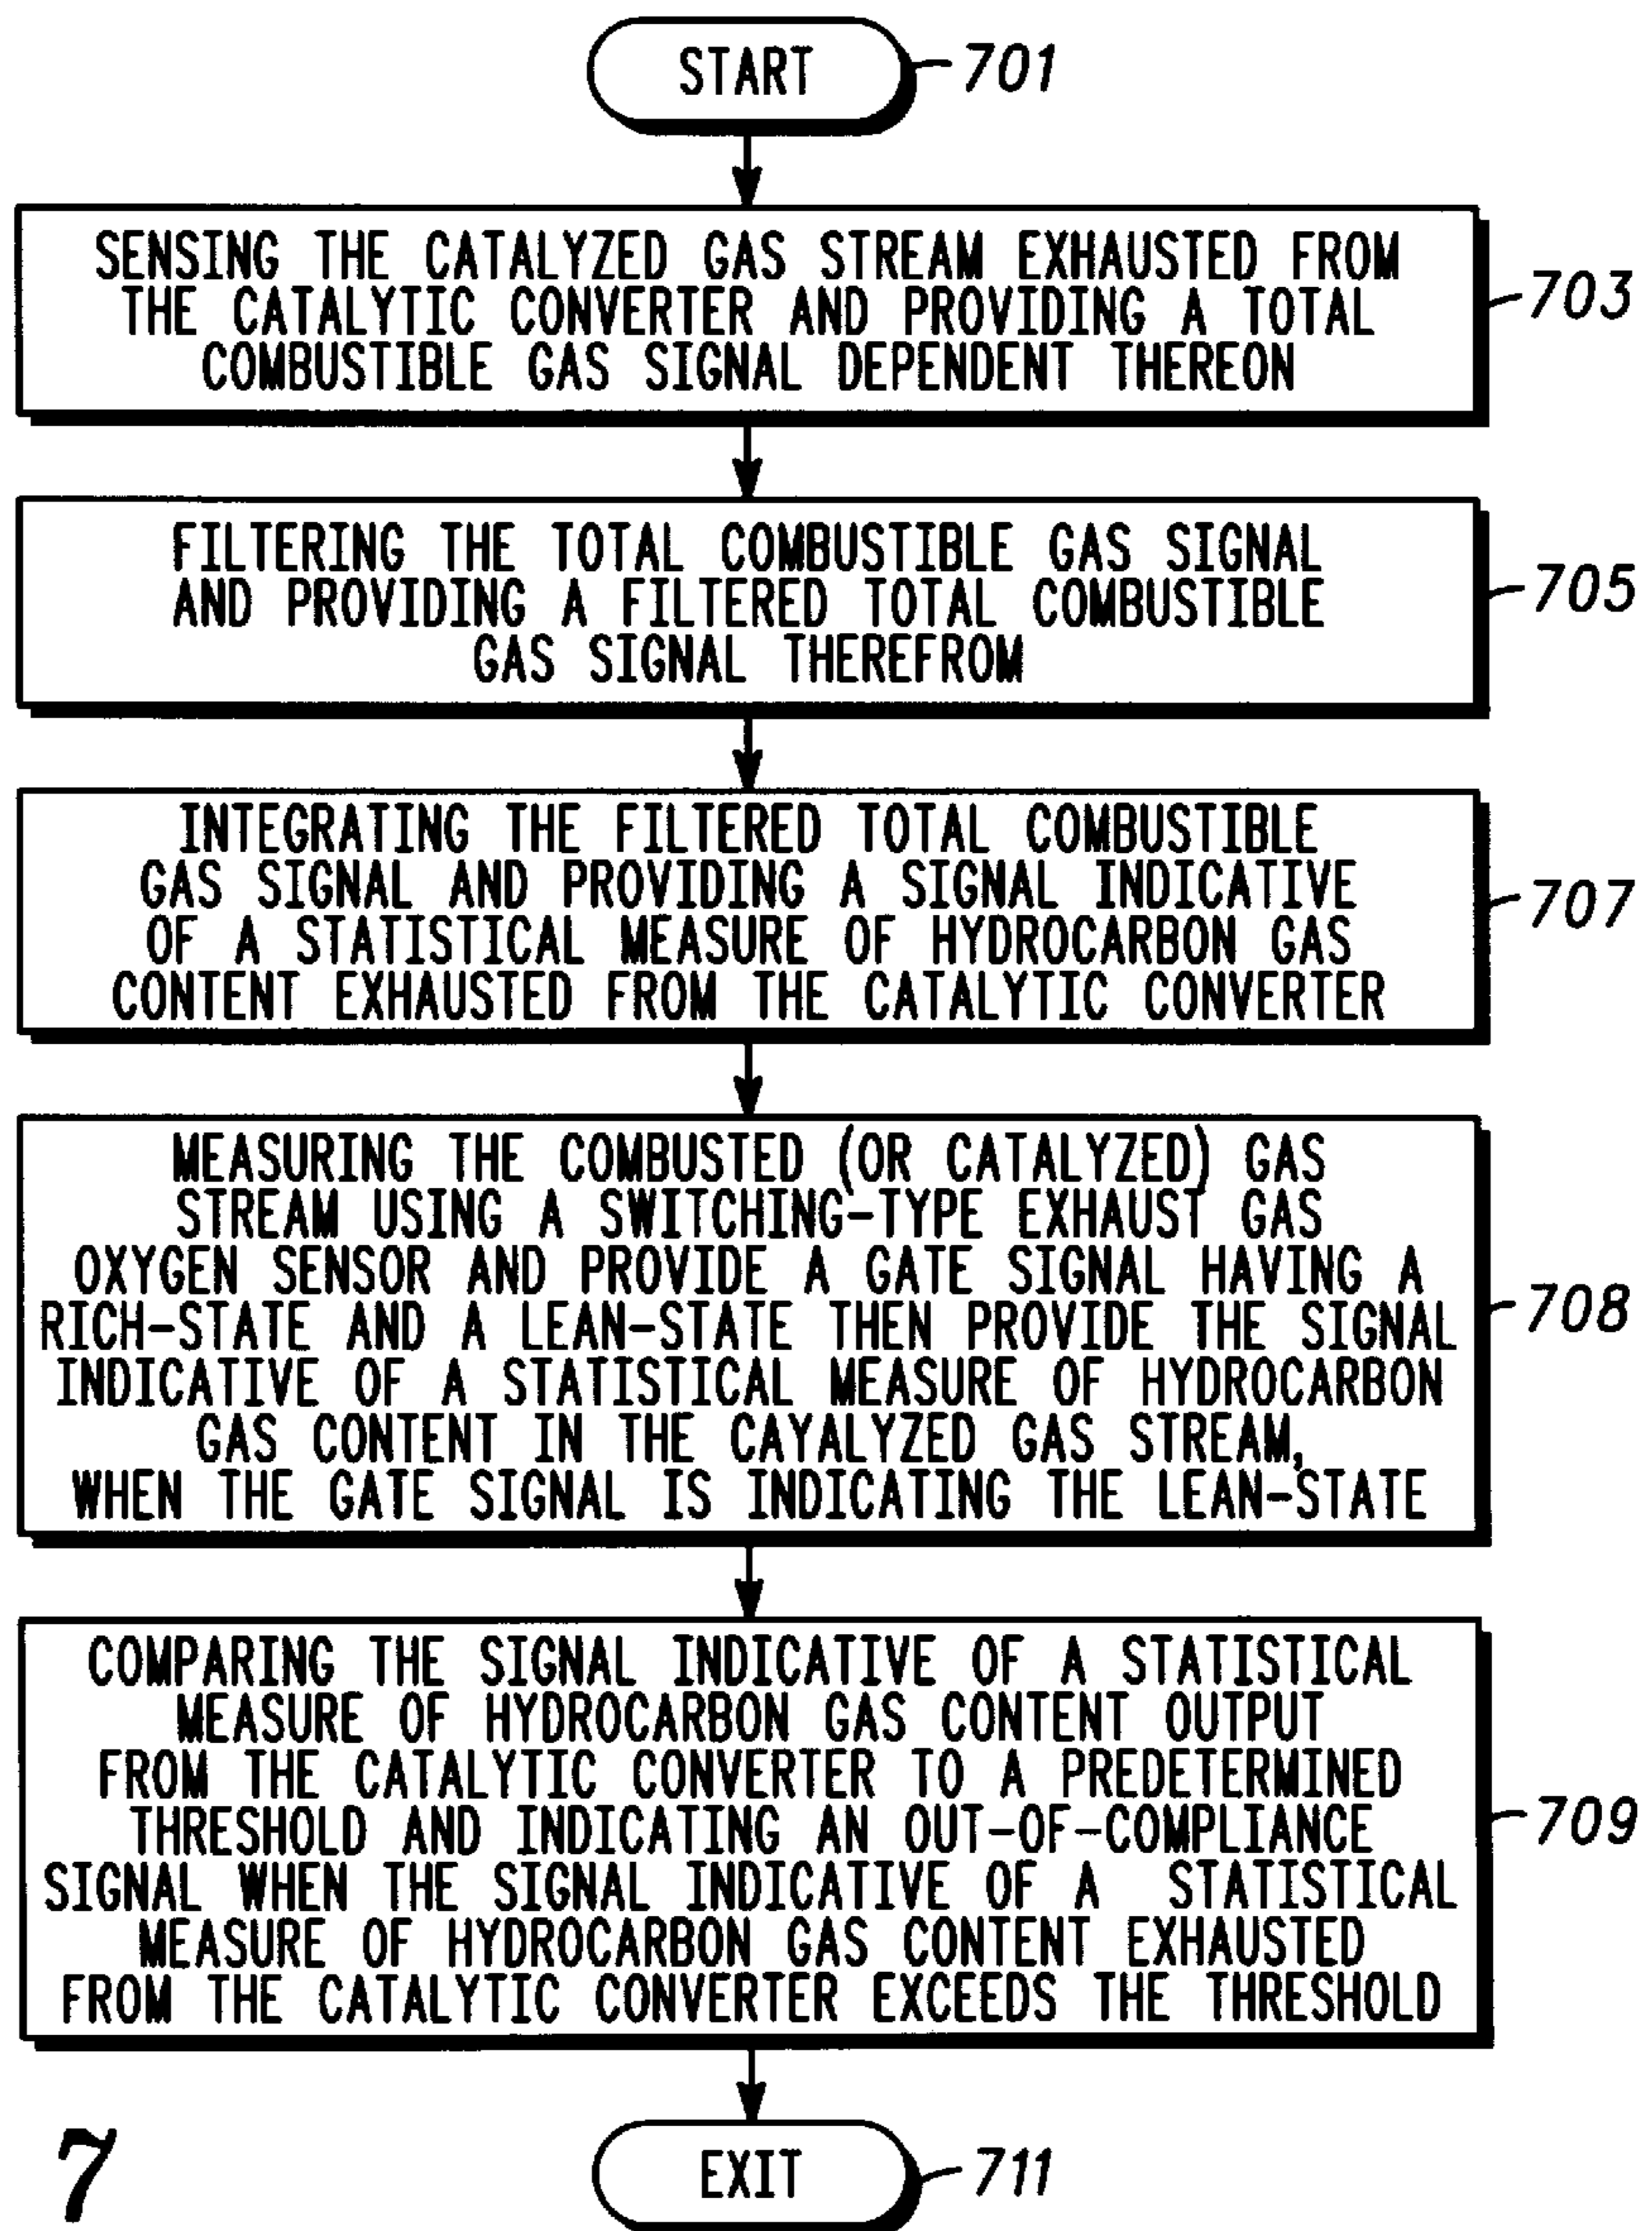 START
701
SENSING THE CATALYZED GAS STREAM EXHAUSTED FROM
THE CATALYTIC CONVERTER AND PROVIDING A TOTAL
COMBUSTIBLE GAS SIGNAL DEPENDENT THEREON
703
FILTERING THE TOTAL COMBUSTIBLE GAS SIGNAL
AND PROVIDING A FILTERED TOTAL COMBUSTIBLE
GAS SIGNAL THEREFROM
705
INTEGRATING THE FILTERED TOTAL COMBUSTIBLE
GAS SIGNAL AND PROVIDING A SIGNAL INDICATIVE
OF A STATISTICAL MEASURE OF HYDROCARBON GAS
CONTENT EXHAUSTED FROM THE CATALYTIC CONVERTER
707
MEASURING THE COMBUSTED (OR CATALYZED) GAS
STREAM USING A SWITCHING-TYPE EXHAUST GAS
OXYGEN SENSOR AND PROVIDE A GATE SIGNAL HAVING A
RICH-STATE AND A LEAN-STATE THEN PROVIDE THE SIGNAL
INDICATIVE OF A STATISTICAL MEASURE OF HYDROCARBON
GAS CONTENT IN THE CAYALYZED GAS STREAM,
WHEN THE GATE SIGNAL IS INDICATING THE LEAN-STATE
708
COMPARING THE SIGNAL INDICATIVE OF A STATISTICAL
MEASURE OF HYDROCARBON GAS CONTENT OUTPUT
FROM THE CATALYTIC CONVERTER TO A PREDETERMINED
THRESHOLD AND INDICATING AN OUT-OF-COMPLIANCE
SIGNAL WHEN THE SIGNAL INDICATIVE OF A STATISTICAL
MEASURE OF HYDROCARBON GAS CONTENT EXHAUSTED
FROM THE CATALYTIC CONVERTER EXCEEDS THE THRESHOLD
709
EXIT
711
7